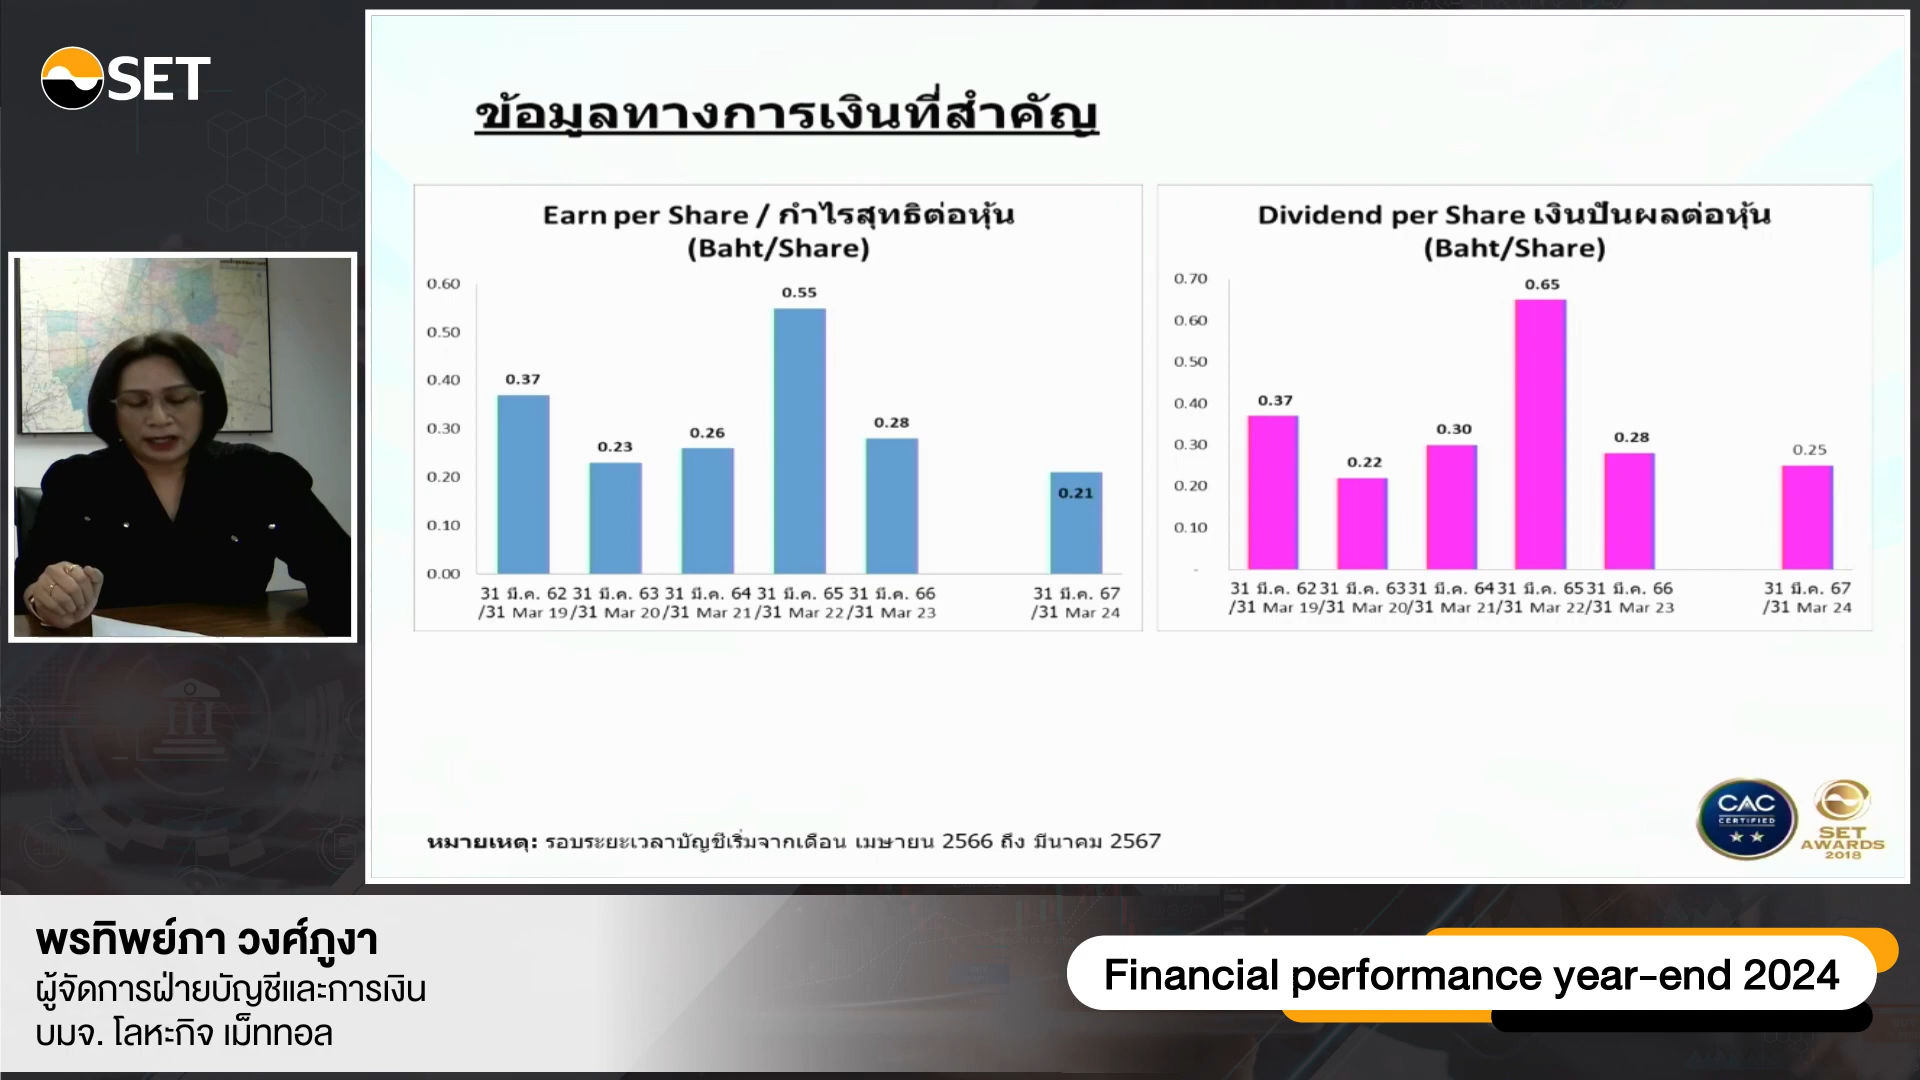 SET
ข้อมูลทางการเงินที่สำคัญ
Earn per Share / กำไรสุทธิต่อหุ้น
(Baht/Share)
0.60
0.50
0.40
0.30
0.20
0.10
0.00
0.37
0.23
0.26
0.55
0.28
0.21
31 มี.ค. 62 31 มี.ค. 63 31 มี.ค. 64 31 มี.ค. 65 31 มี.ค. 66 31 มี.ค. 67
/31 Mar 19 /31 Mar 20 /31 Mar 21 /31 Mar 22 /31 Mar 23 /31 Mar 24
Dividend per Share เงินปันผลต่อหุ้น
(Baht/Share)
0.70
0.60
0.50
0.40
0.30
0.20
0.10
-
0.37
0.22
0.30
0.65
0.28
0.25
31 มี.ค. 62 31 มี.ค. 63 31 มี.ค. 64 31 มี.ค. 65 31 มี.ค. 66 31 มี.ค. 67
/31 Mar 19 /31 Mar 20 /31 Mar 21 /31 Mar 22 /31 Mar 23 /31 Mar 24
หมายเหตุ: รอบระยะเวลาบัญชีเริ่มจากเดือน เมษายน 2566 ถึง มีนาคม 2567
CAC
CERTIFIED
SET
AWARDS
2018
พรทิพย์ภา วงศ์ภูงา
ผู้จัดการฝ่ายบัญชีและการเงิน
บมจ. โลหะกิจ เม็ททอล
Financial performance year-end 2024